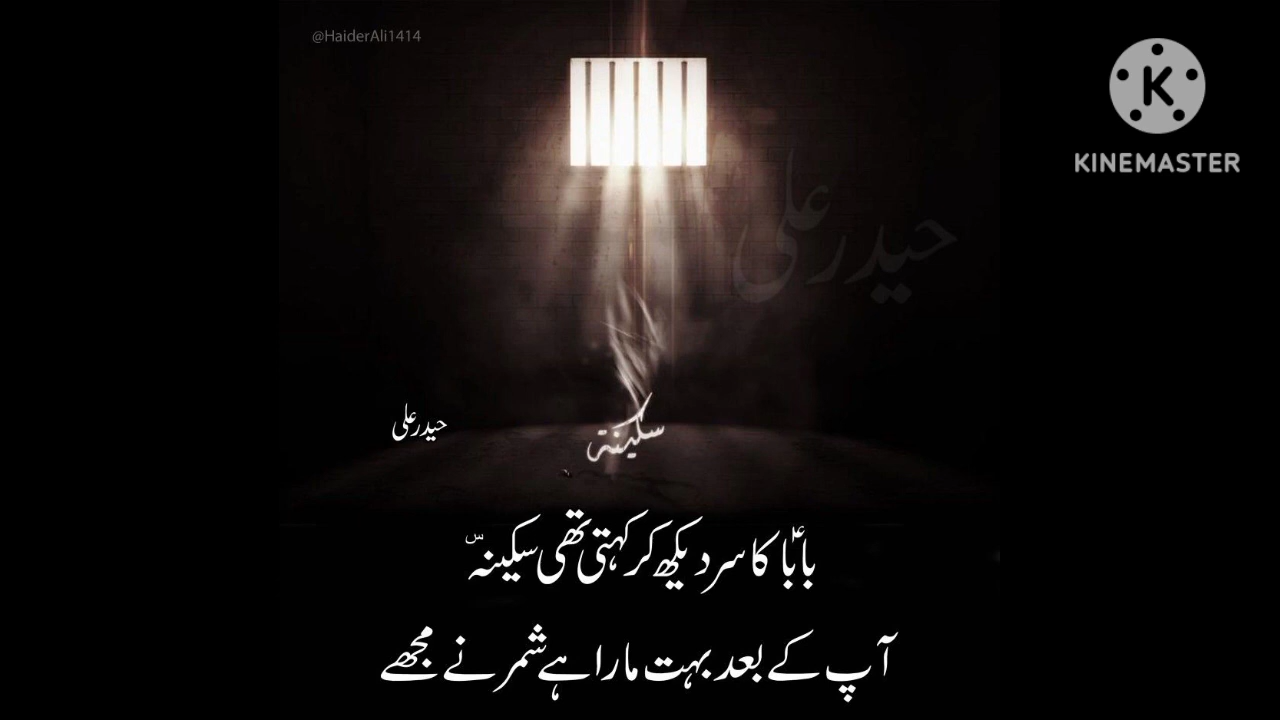 @HaiderAli1414
K
KINEMASTER
حیدر علی
حیدر علی
سکینہ
باباؑ کا سر دیکھ کر کہتی تھی سکینہؑ س
آپ کے بعد بہت مارا ہے شمر نے مجھے